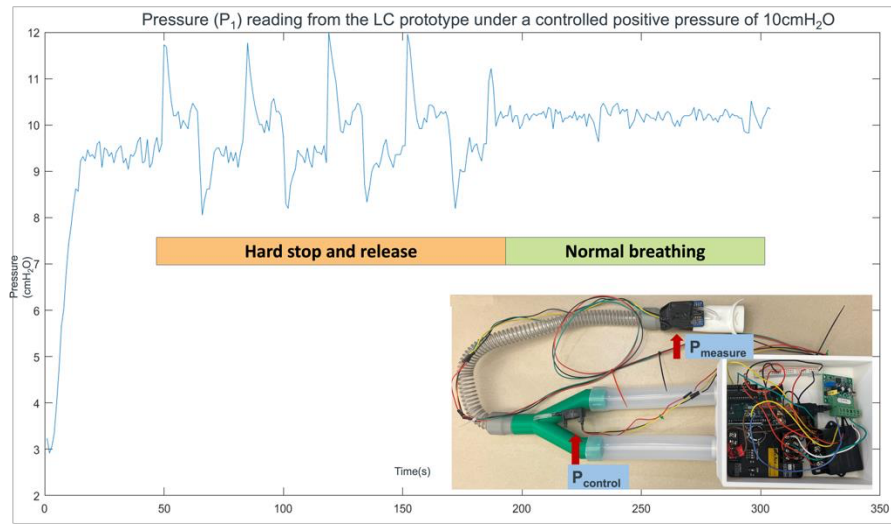 Pressure (P₁) reading from the LC prototype under a controlled positive pressure of 10cmH₂O
12
11
10
9
8
7
6
5
4
3
2
Pressure
(cmH₂O)
Hard stop and release
Normal breathing
P measure
P control
Time(s)
0
50
100
150
200
250
300
350